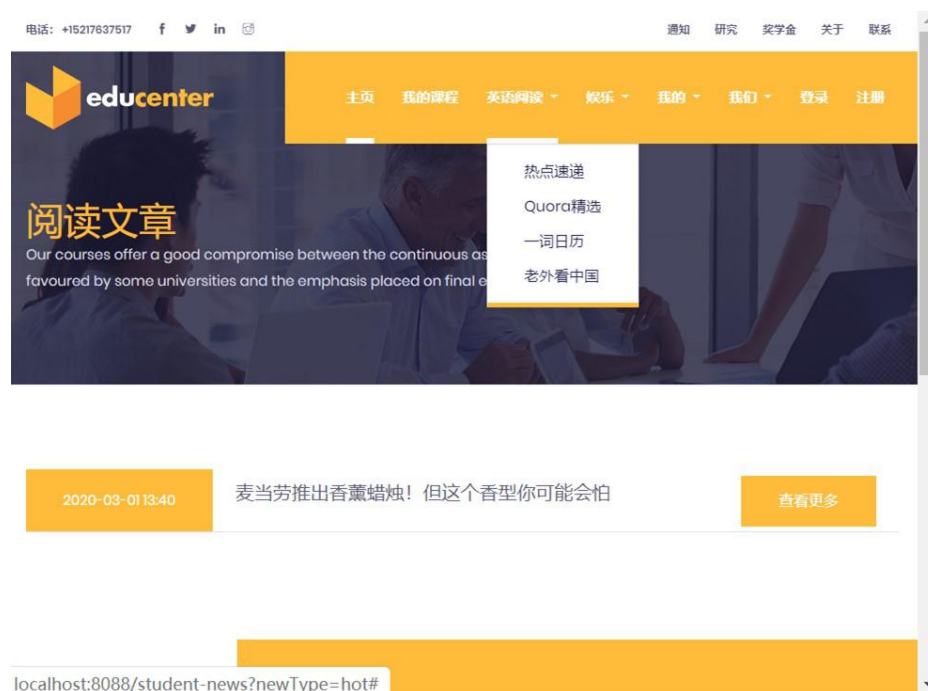 电话: +15217637517
通知 研究 奖学金 关于 联系
educenter
主页 我的课程 英语阅读 娱乐 我的 我们 登录 注册
热点速递
Quora精选
一词日历
老外看中国
阅读文章
Our courses offer a good compromise between the continuous as
favoured by some universities and the emphasis placed on final e
2020-03-01 13:40
麦当劳推出香薰蜡烛！但这个香型你可能会怕
查看更多
localhost:8088/student-news?newType=hot#